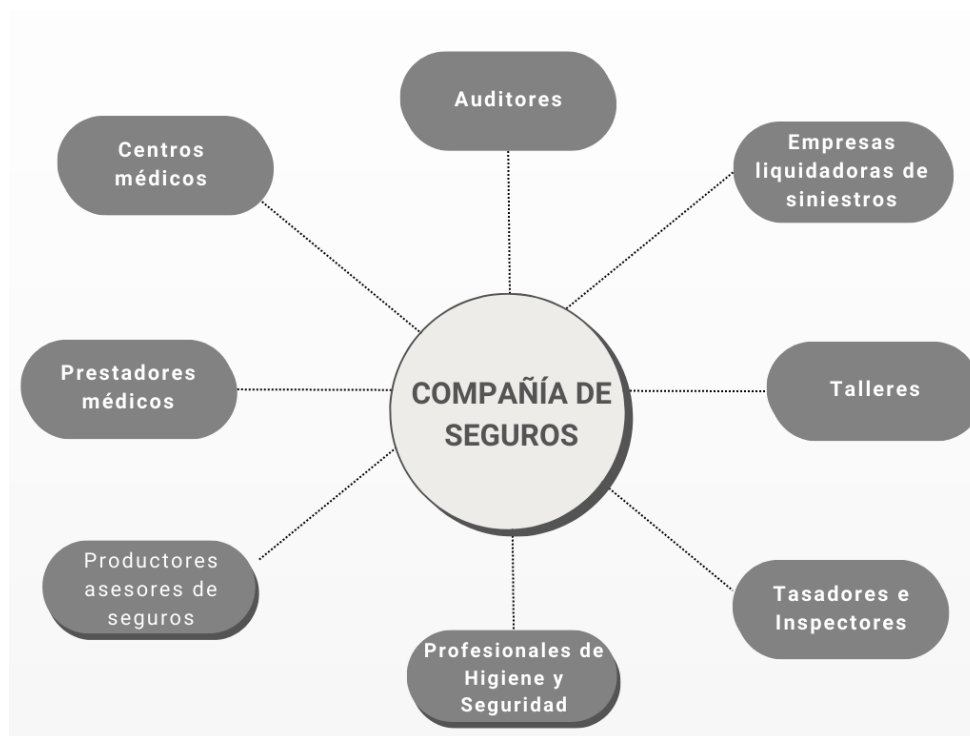 Auditores
Centros
médicos
Empresas
liquidadoras de
siniestros
Prestadores
médicos
COMPAÑÍA DE
SEGUROS
Talleres
Productores
asesores de
seguros
Tasadores e
Inspectores
Profesionales de
Higiene y
Seguridad